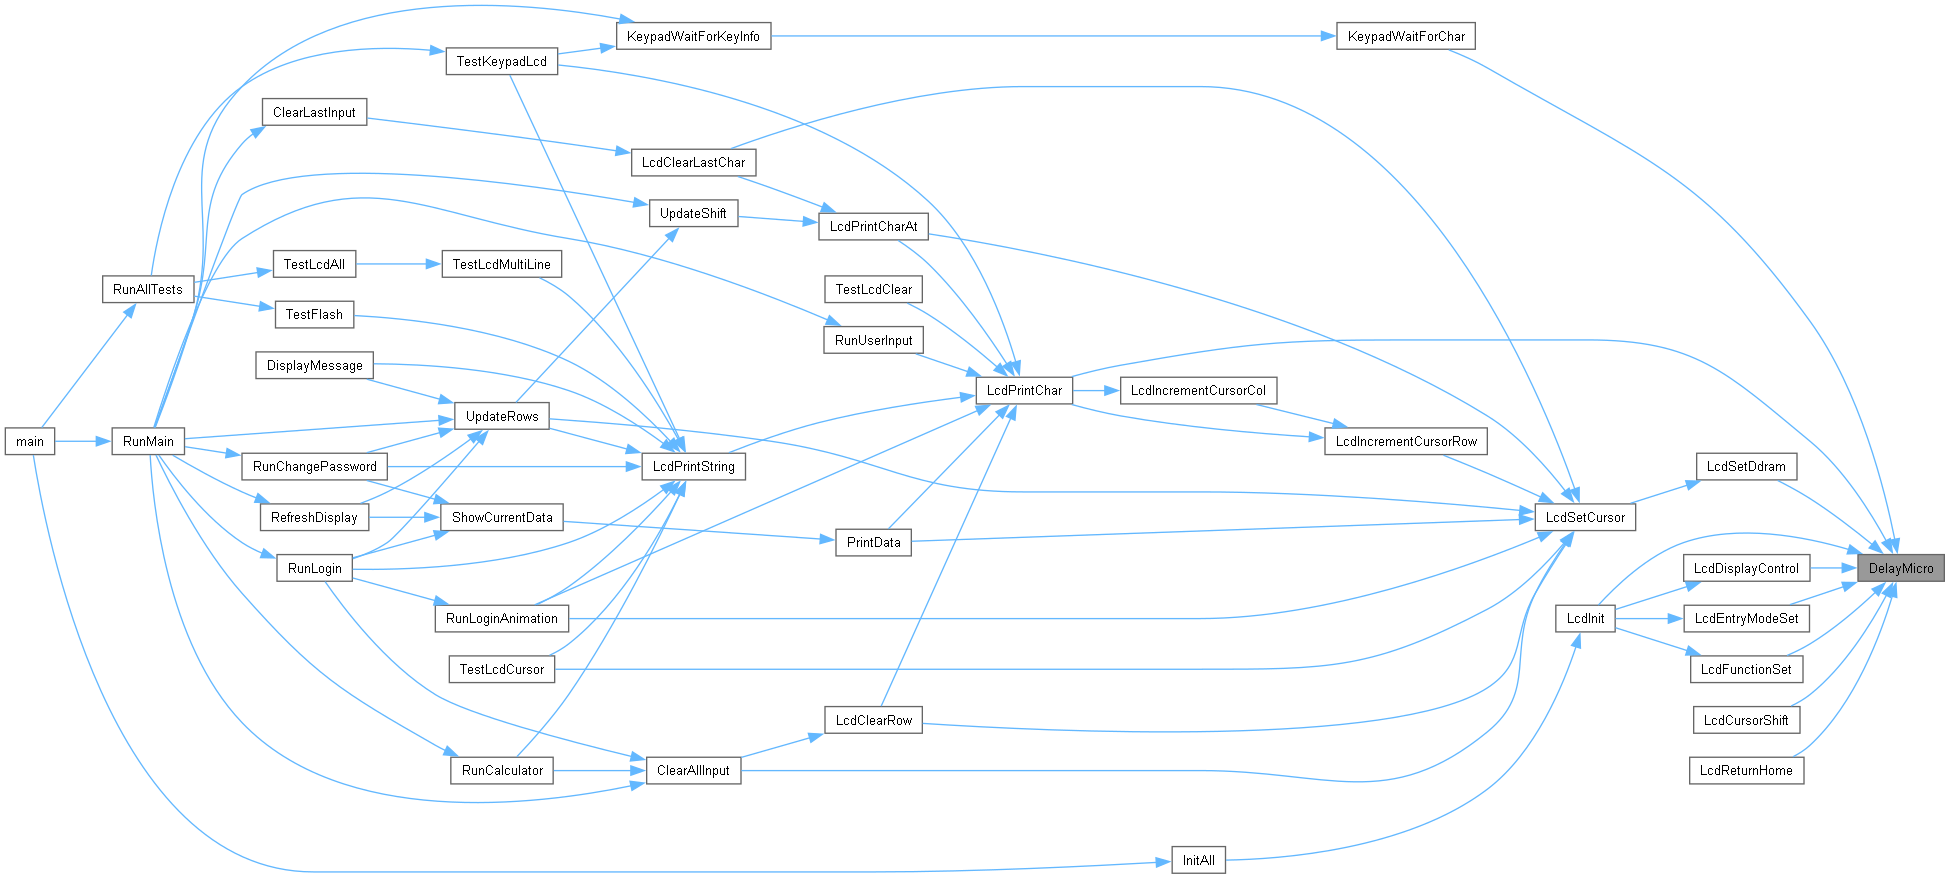 KeypadWaitForKeyInfo
KeypadWaitForChar
TestKeypadLcd
ClearLastInput
LcdClearLastChar
UpdateShift
LcdPrintCharAt
TestLcdAll
TestLcdMultiLine
RunAllTests
TestLcdClear
TestFlash
RunUserInput
DisplayMessage
LcdPrintChar
LcdIncrementCursorCol
UpdateRows
main
RunMain
LcdIncrementCursorRow
RunChangePassword
LcdPrintString
LcdSetDdram
RefreshDisplay
ShowCurrentData
LcdSetCursor
PrintData
RunLogin
LcdDisplayControl
DelayMicro
RunLoginAnimation
LcdInit
LcdEntryModeSet
TestLcdCursor
LcdFunctionSet
LcdClearRow
LcdCursorShift
RunCalculator
ClearAllInput
LcdReturnHome
InitAll